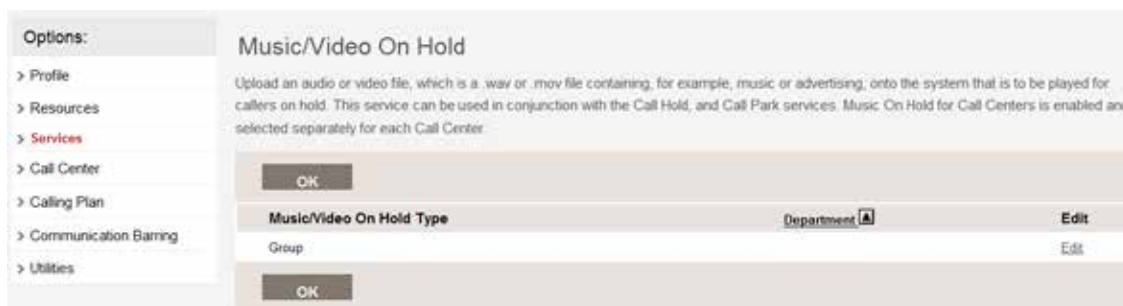 Options:
> Profile
> Resources
> Services
> Call Center
> Calling Plan
> Communication Barring
> Utilities
Music/Video On Hold
Upload an audio or video file, which is a .wav or .mov file containing, for example, music or advertising, onto the system that is to be played for
callers on hold. This service can be used in conjunction with the Call Hold, and Call Park services. Music On Hold for Call Centers is enabled an
selected separately for each Call Center
OK
Music/Video On Hold Type Department Edit
Group Edit
OK